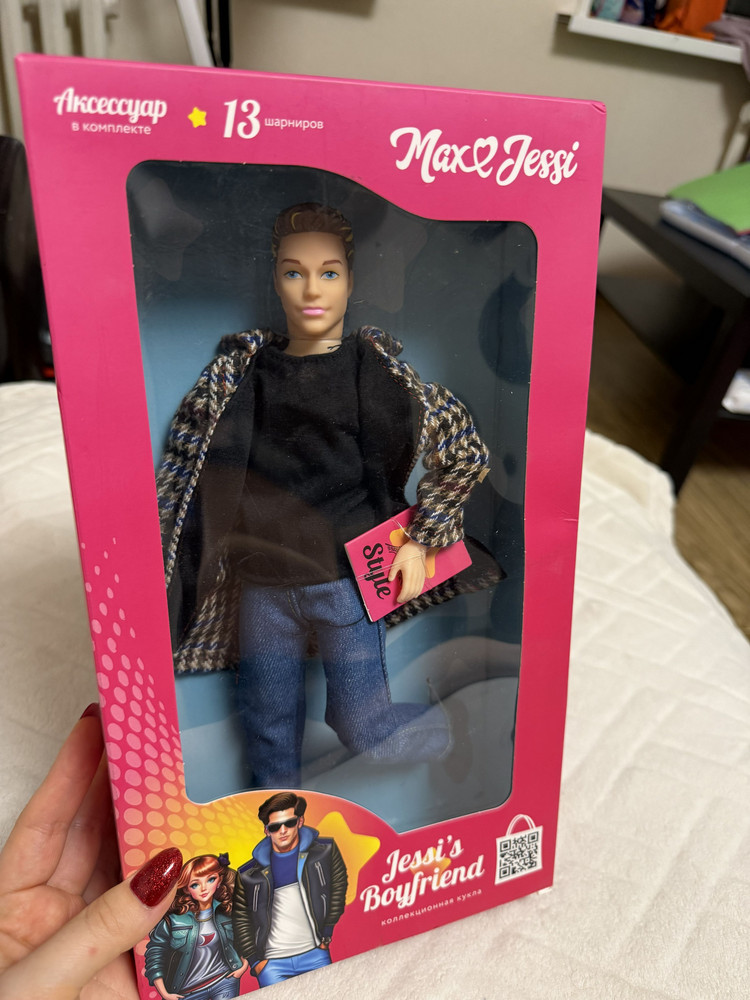 Аксессуар
в комплекте
13 шарниров
Max Jessi
Style
Jessi's
Boyfriend
коллекционная кукла